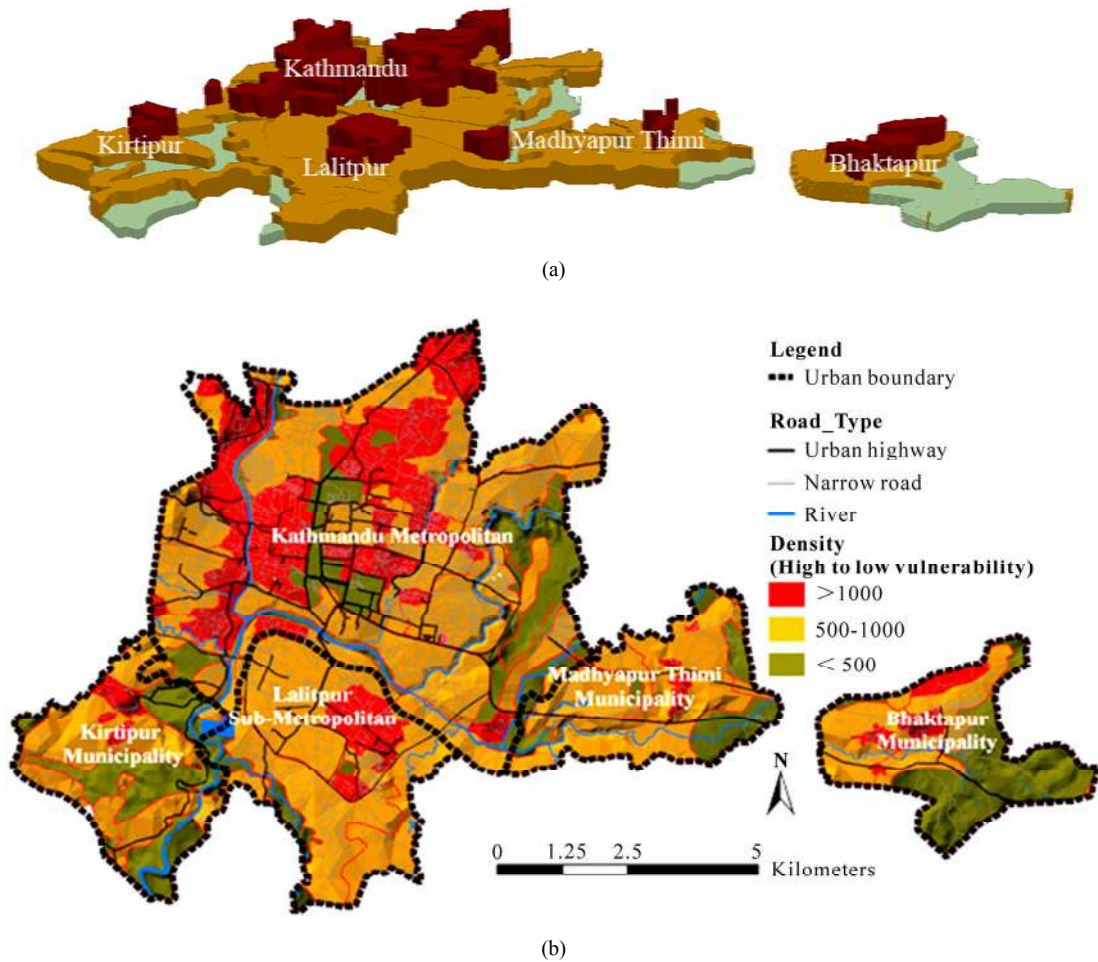 Kathmandu
Kirtipur
Lalitpur
Madhyapur Thimi
Bhaktapur
(a)
Legend
Urban boundary
Road_Type
Urban highway
Narrow road
River
Density
(High to low vulnerability)
>1000
500-1000
< 500
Kathmandu Metropolitan
Lalitpur
Sub-Metropolitan
Kirtipur
Municipality
Madhyapur Thimi
Municipality
Bhaktapur
Municipality
N
0 1.25 2.5 5
Kilometers
(b)